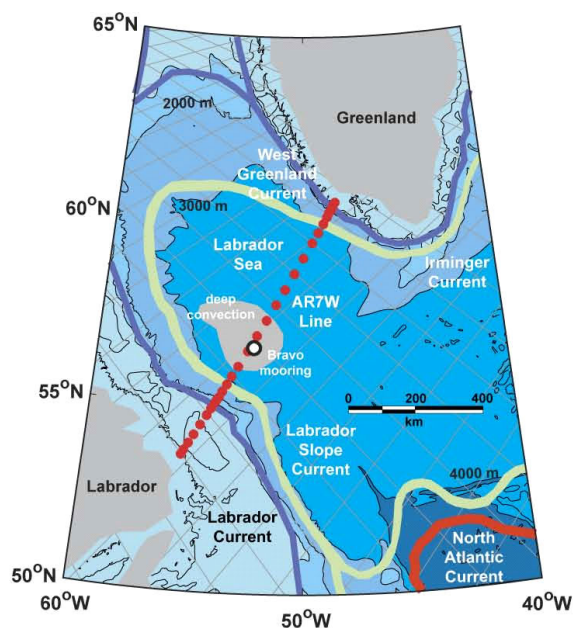 65°N
Greenland
2000 m
West
Greenland
Current
60°N
3000 m
Labrador
Sea
Irminger
Current
deep
convection
AR7W
Line
Bravo
mooring
55°N
0 200 400
km
Labrador
Slope
Current
4000 m
Labrador
Labrador
Current
North
Atlantic
Current
50°N
60°W
50°W
40°W